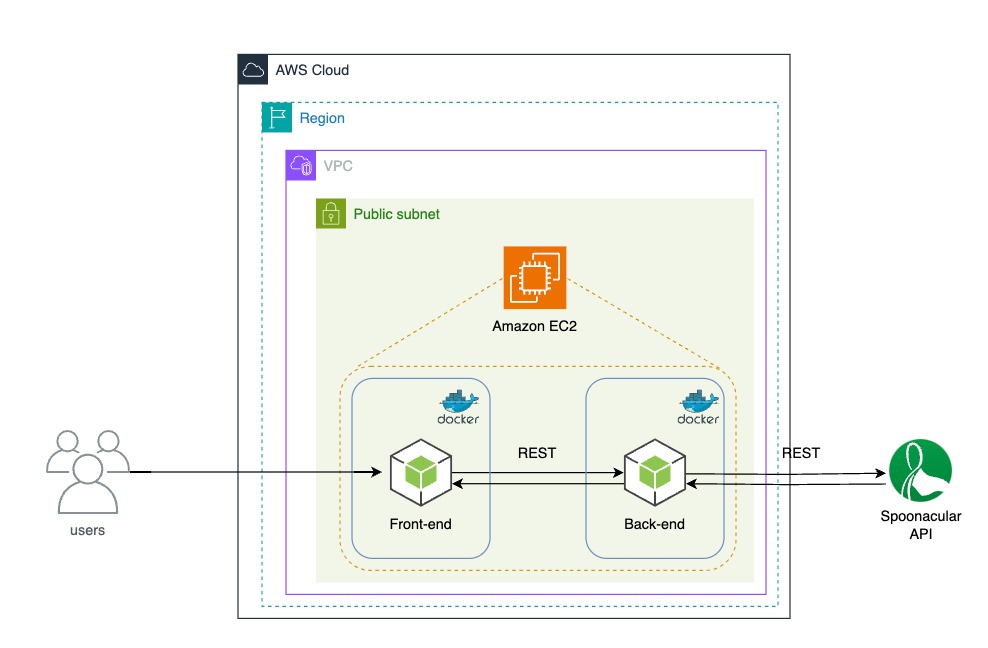 AWS Cloud
Region
VPC
Public subnet
Amazon EC2
docker
docker
REST
REST
Front-end
Back-end
users
Spoonacular
API